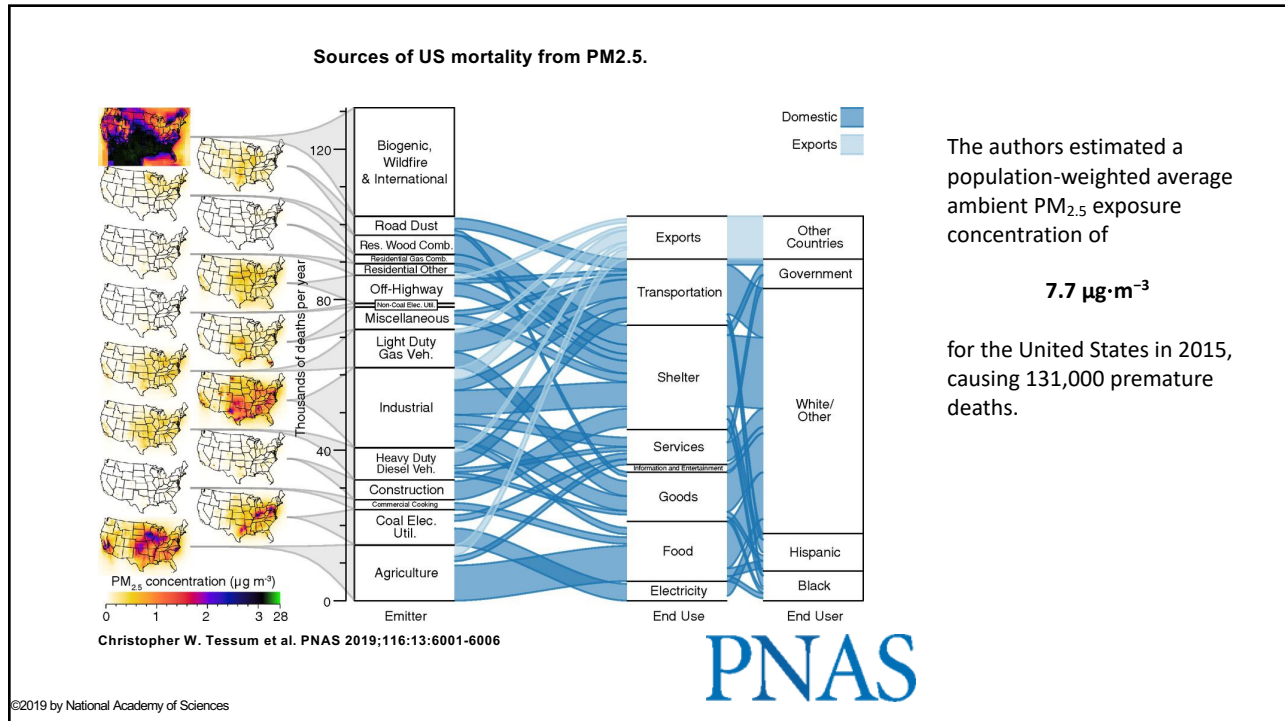 Sources of US mortality from PM2.5.
Domestic
Exports
Thousands of deaths per year
120
80
40
0
Biogenic,
Wildfire
& International
Road Dust
Res. Wood Comb.
Residential Gas Comb.
Residential Other
Off-Highway
Non-Coal Elec. Util.
Miscellaneous
Light Duty
Gas Veh.
Industrial
Heavy Duty
Diesel Veh.
Construction
Commercial Cooking
Coal Elec.
Util.
Agriculture
Emitter
Exports
Transportation
Shelter
Services
Information and Entertainment
Goods
Food
Electricity
End Use
Other
Countries
Government
White/
Other
Hispanic
Black
End User
PM2.5 concentration (μg m-3)
0 1 2 3 28
Christopher W. Tessum et al. PNAS 2019;116:13:6001-6006
PNAS
©2019 by National Academy of Sciences
The authors estimated a
population-weighted average
ambient PM2.5 exposure
concentration of
7.7 μg·m−3
for the United States in 2015,
causing 131,000 premature
deaths.